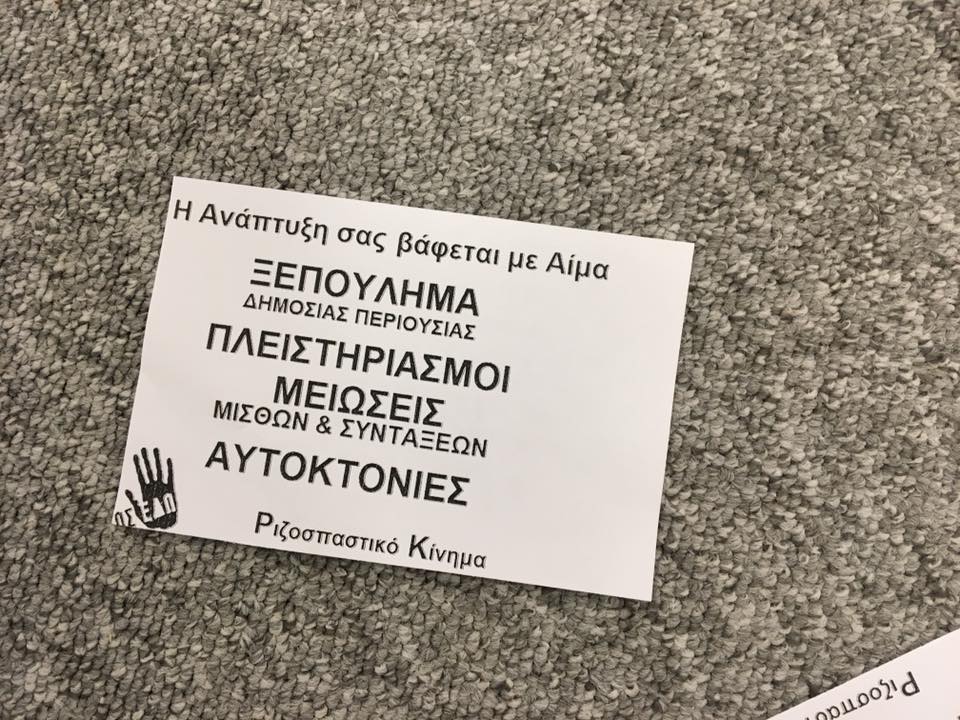 Η Ανάπτυξη σας βάφεται με Αίμα
ΞΕΠΟΥΛΗΜΑ
ΔΗΜΟΣΙΑΣ ΠΕΡΙΟΥΣΙΑΣ
ΠΛΕΙΣΤΗΡΙΑΣΜΟΙ
ΜΕΙΩΣΕΙΣ
ΜΙΣΘΩΝ & ΣΥΝΤΑΞΕΩΝ
ΑΥΤΟΚΤΟΝΙΕΣ
Ριζοσπαστικό Κίνημα